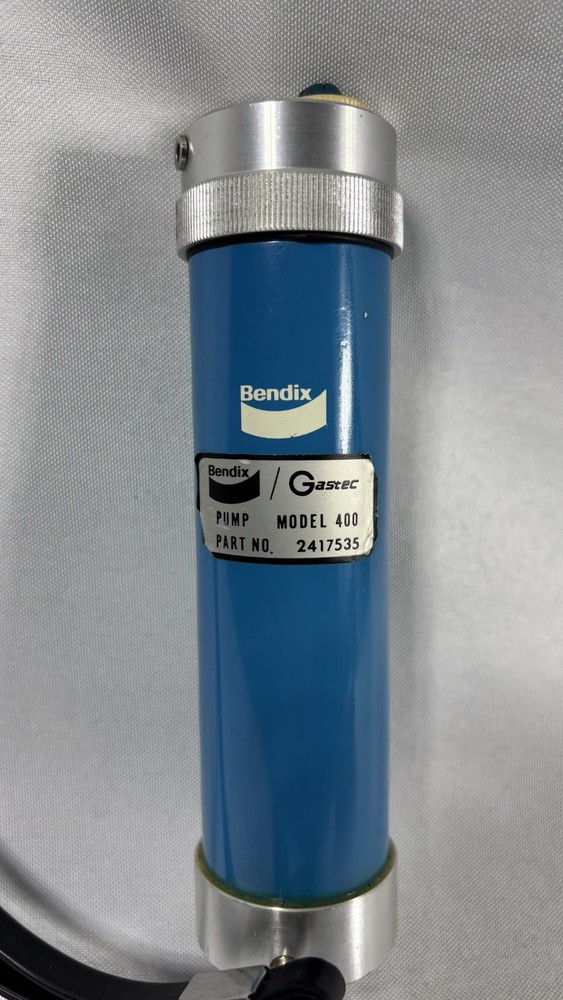 Bendix
Bendix / Gastec
PUMP MODEL 400
PART NO. 2417535